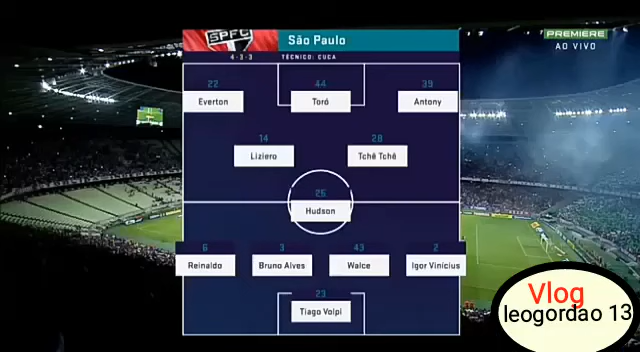 SPFC
São Paulo
4-3-3
TÉCNICO: CUCA
PREMIERE
AO VIVO
22
44
39
Everton
Toró
Antony
14
28
Liziero
Tchê Tchê
25
Hudson
6
3
43
2
Reinaldo
Bruno Alves
Walce
Igor Vinícius
23
Tiago Volpi
Vlog
leogordao 13